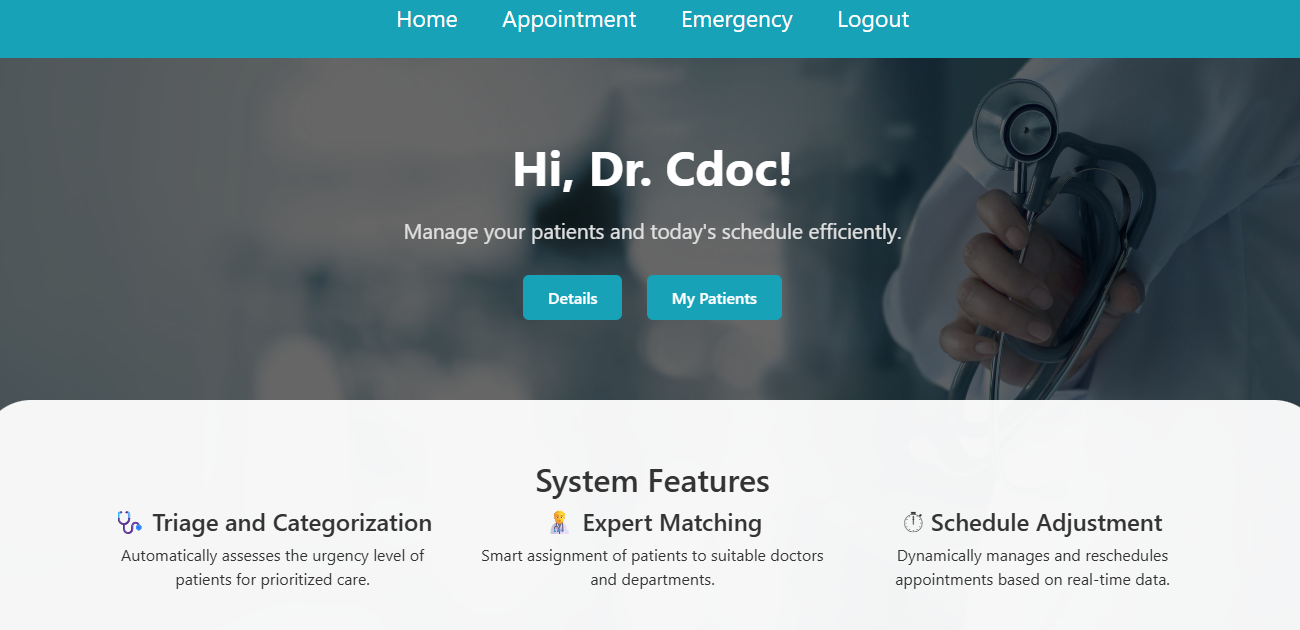 Home Appointment Emergency Logout
Hi, Dr. Cdoc!
Manage your patients and today's schedule efficiently.
Details My Patients
System Features
Triage and Categorization
Automatically assesses the urgency level of
patients for prioritized care.
Expert Matching
Smart assignment of patients to suitable doctors
and departments.
Schedule Adjustment
Dynamically manages and reschedules
appointments based on real-time data.